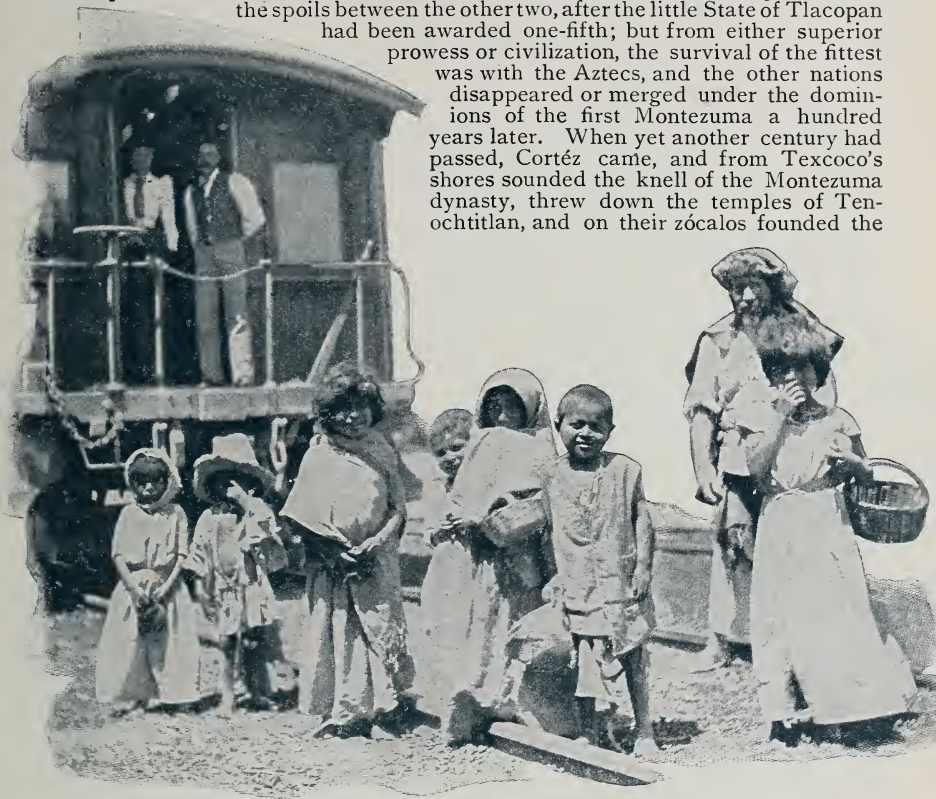 the spoils between the other two, after the little State of Tlacopan
had been awarded one-fifth; but from either superior
prowess or civilization, the survival of the fittest
was with the Aztecs, and the other nations
disappeared or merged under the domin-
ions of the first Montezuma a hundred
years later. When yet another century had
passed, Cortéz came, and from Texcoco's
shores sounded the knell of the Montezuma
dynasty, threw down the temples of Ten-
ochtitlan, and on their zócalos founded the